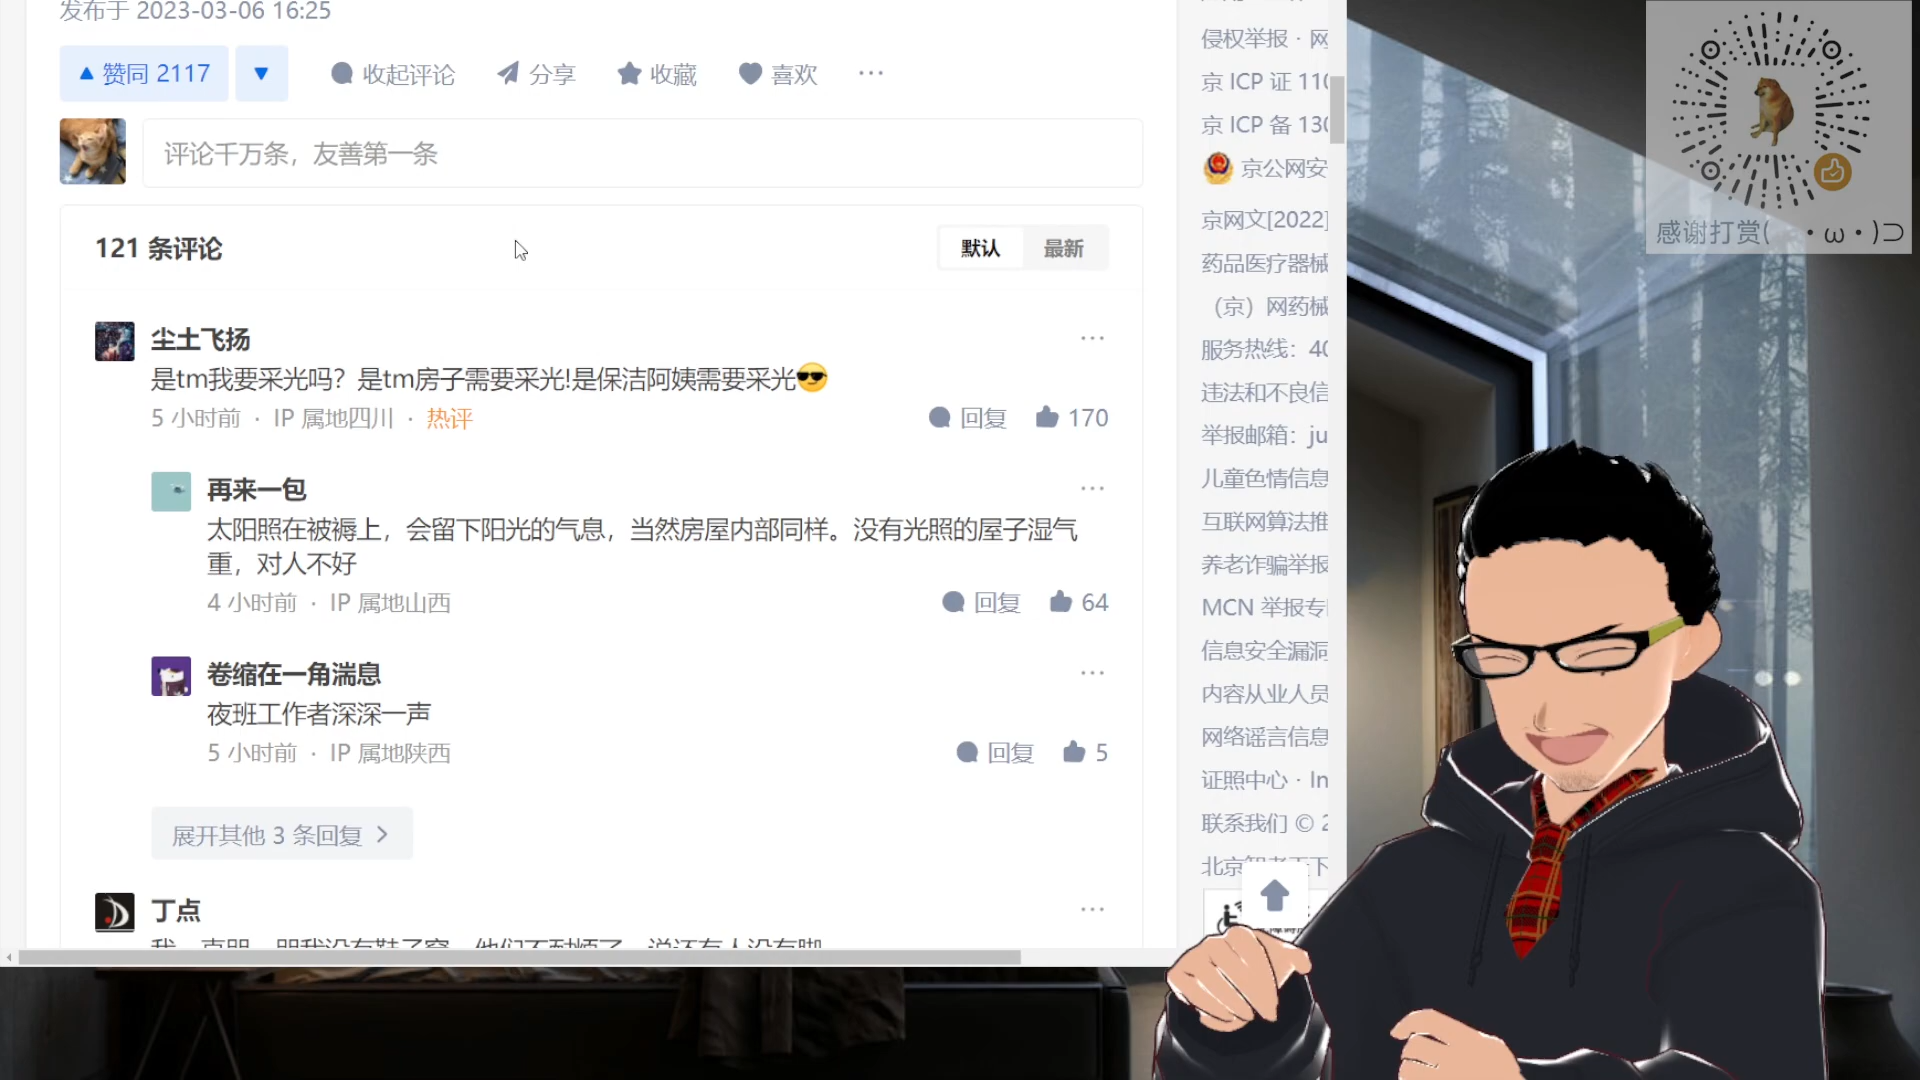 发布于 2023-03-06 16:25
赞同 2117
收起评论
分享
收藏
喜欢
评论千万条，友善第一条
121 条评论
默认
最新
尘土飞扬
是tm我要采光吗？是tm房子需要采光!是保洁阿姨需要采光😎
5 小时前 · IP 属地四川 · 热评
回复
170
再来一包
太阳照在被褥上，会留下阳光的气息，当然房屋内部同样。没有光照的屋子湿气
重，对人不好
4 小时前 · IP 属地山西
回复
64
卷缩在一角湍息
夜班工作者深深一声
5 小时前 · IP 属地陕西
回复
5
展开其他 3 条回复
丁点
侵权举报 · 网
京 ICP 证 110
京 ICP 备 130
京公网安
京网文[2022]
药品医疗器械
（京）网药械
服务热线：40
违法和不良信
举报邮箱：ju
儿童色情信息
互联网算法推
养老诈骗举报
MCN 举报专
信息安全漏洞
内容从业人员
网络谣言信息
证照中心 · In
联系我们 © 2
感谢打赏( ・ω・)⊃